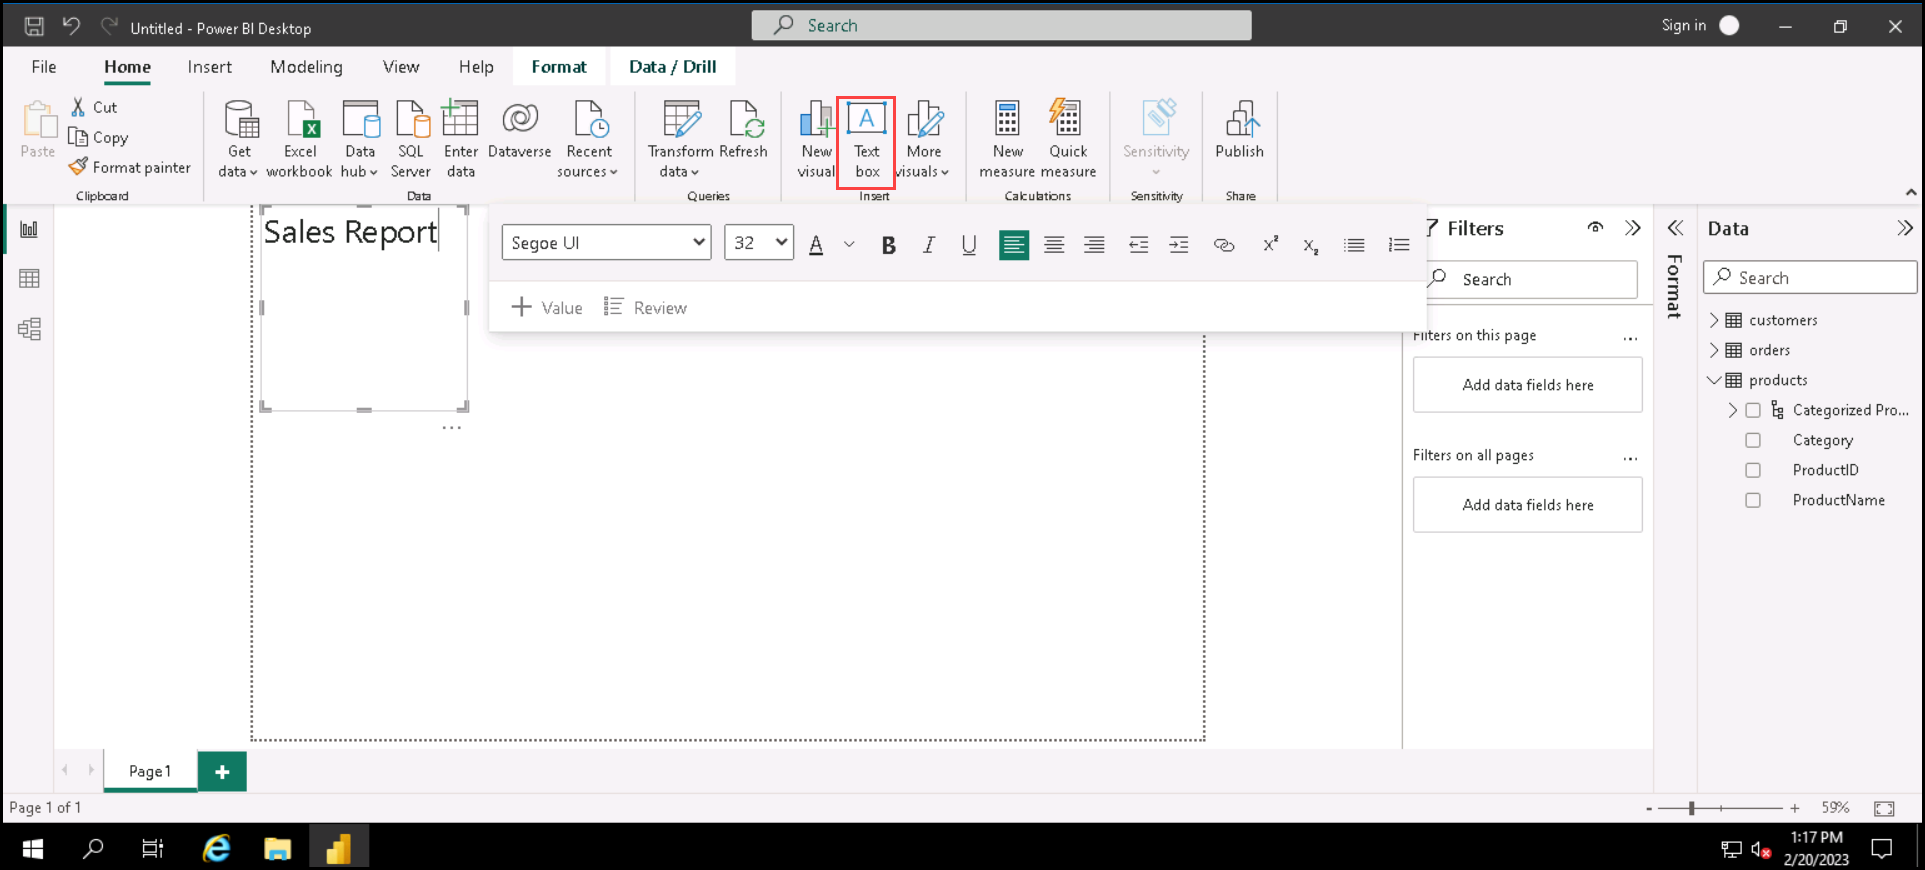 Untitled - Power BI Desktop
Search
Sign in
File Home Insert Modeling View Help Format Data / Drill
Paste
Cut
Copy
Format painter
Clipboard
Get data
Excel workbook
Data hub
SQL Server
Enter data
Dataverse
Recent sources
Data
Transform data
Refresh
Queries
New visual
A
Text box
More visuals
Insert
New measure
Quick measure
Calculations
Sensitivity
Sensitivity
Publish
Share
Sales Report
Segoe UI
32
A
B I U
x²
x₂
Value
Review
Filters
Search
Filters on this page
...
Add data fields here
Filters on all pages
...
Add data fields here
Format
Data
Search
customers
orders
products
Categorized Pro...
Category
ProductID
ProductName
...
Page 1
+
Page 1 of 1
- + 59%
1:17 PM
2/20/2023